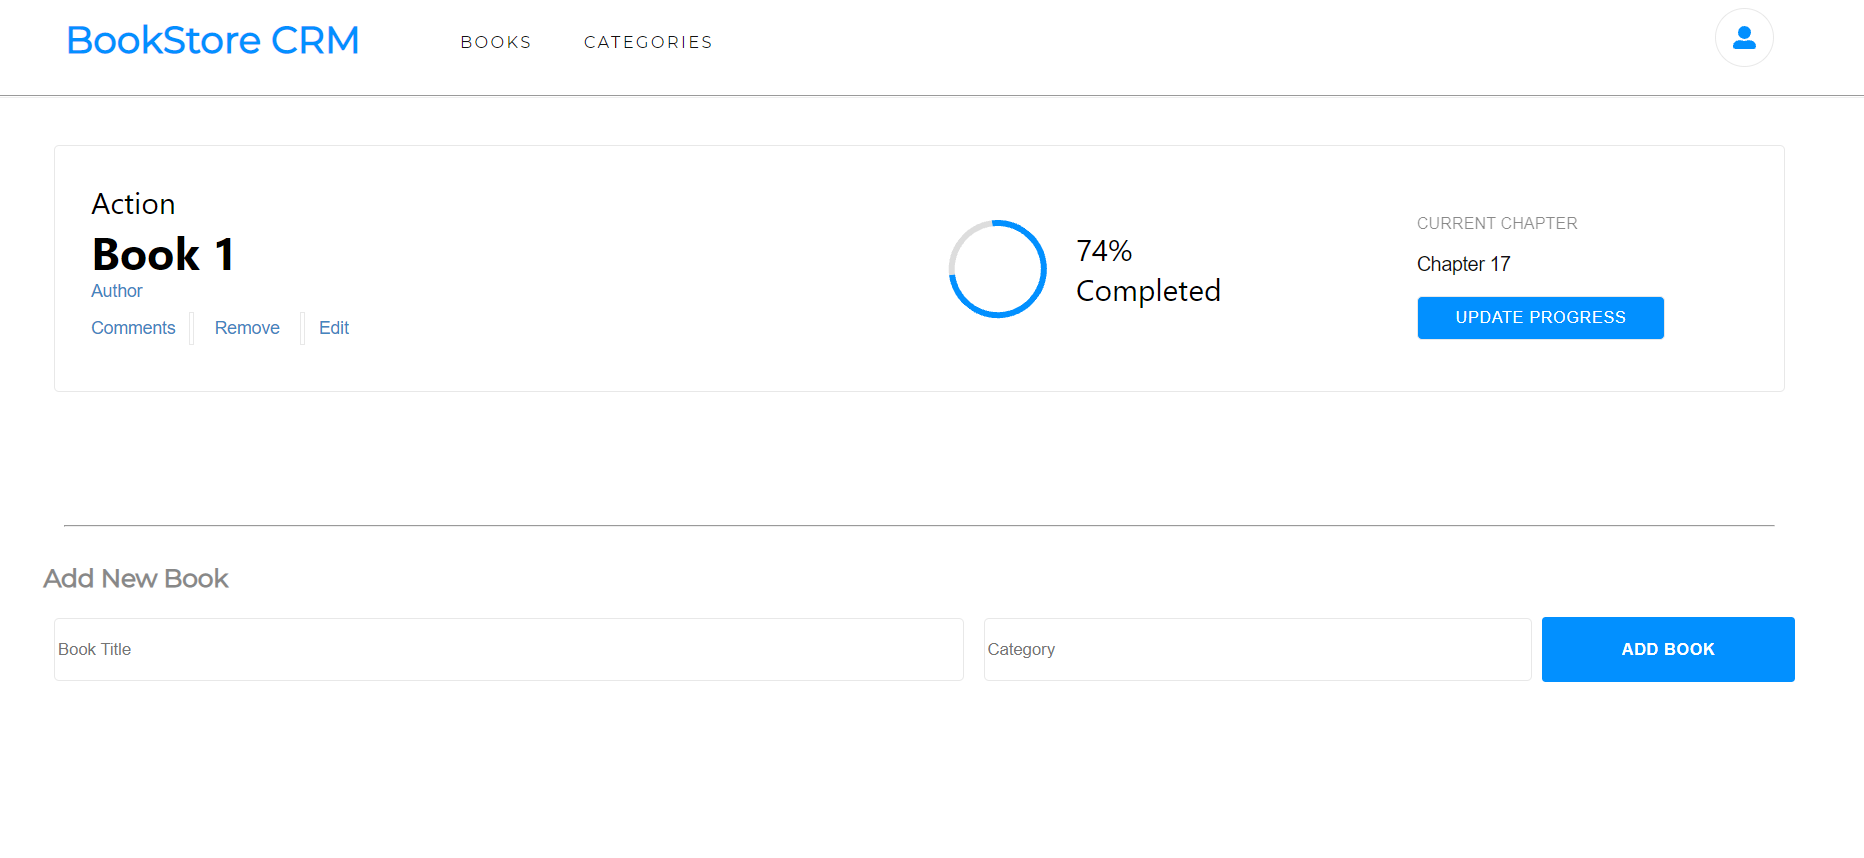 BookStore CRM
BOOKS
CATEGORIES
Action
Book 1
Author
Comments
Remove
Edit
74%
Completed
CURRENT CHAPTER
Chapter 17
UPDATE PROGRESS
Add New Book
Book Title
Category
ADD BOOK